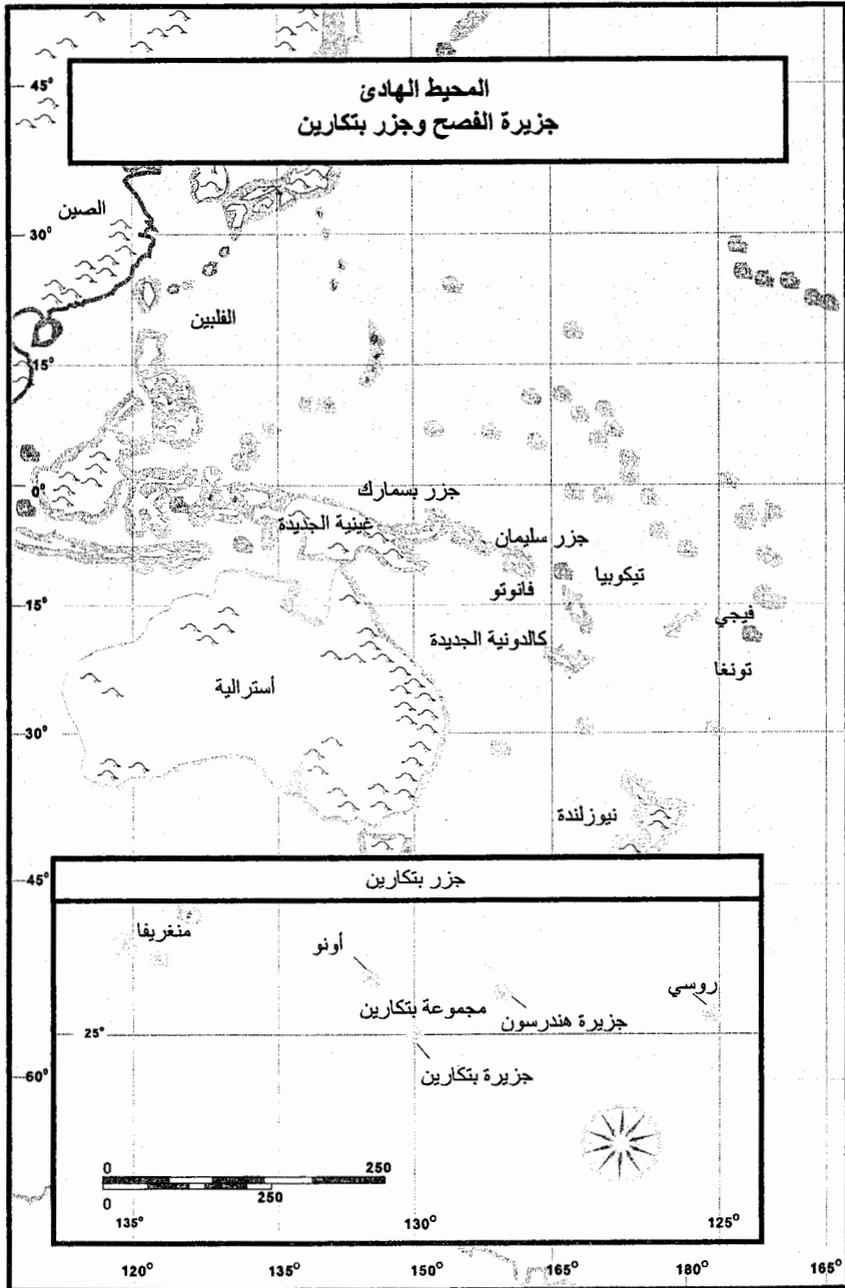 المحيط الهادئ
جزيرة الفصح وجزر بتكارين
45°
الصين
30°
الفلبين
15°
جزر بسمارك
0°
غينية الجديدة
جزر سليمان
تيكوبيا
فانوتو
15°
فيجي
كالدونية الجديدة
تونغا
أسترالية
30°
نيوزلندة
45°
جزر بتكارين
منغريفا
أونو
روسي
مجموعة بتكارين
جزيرة هندرسون
25°
جزيرة بتكارين
60°
0 250
0 250
135° 130° 125°
120° 135° 150° 165° 180° 165°